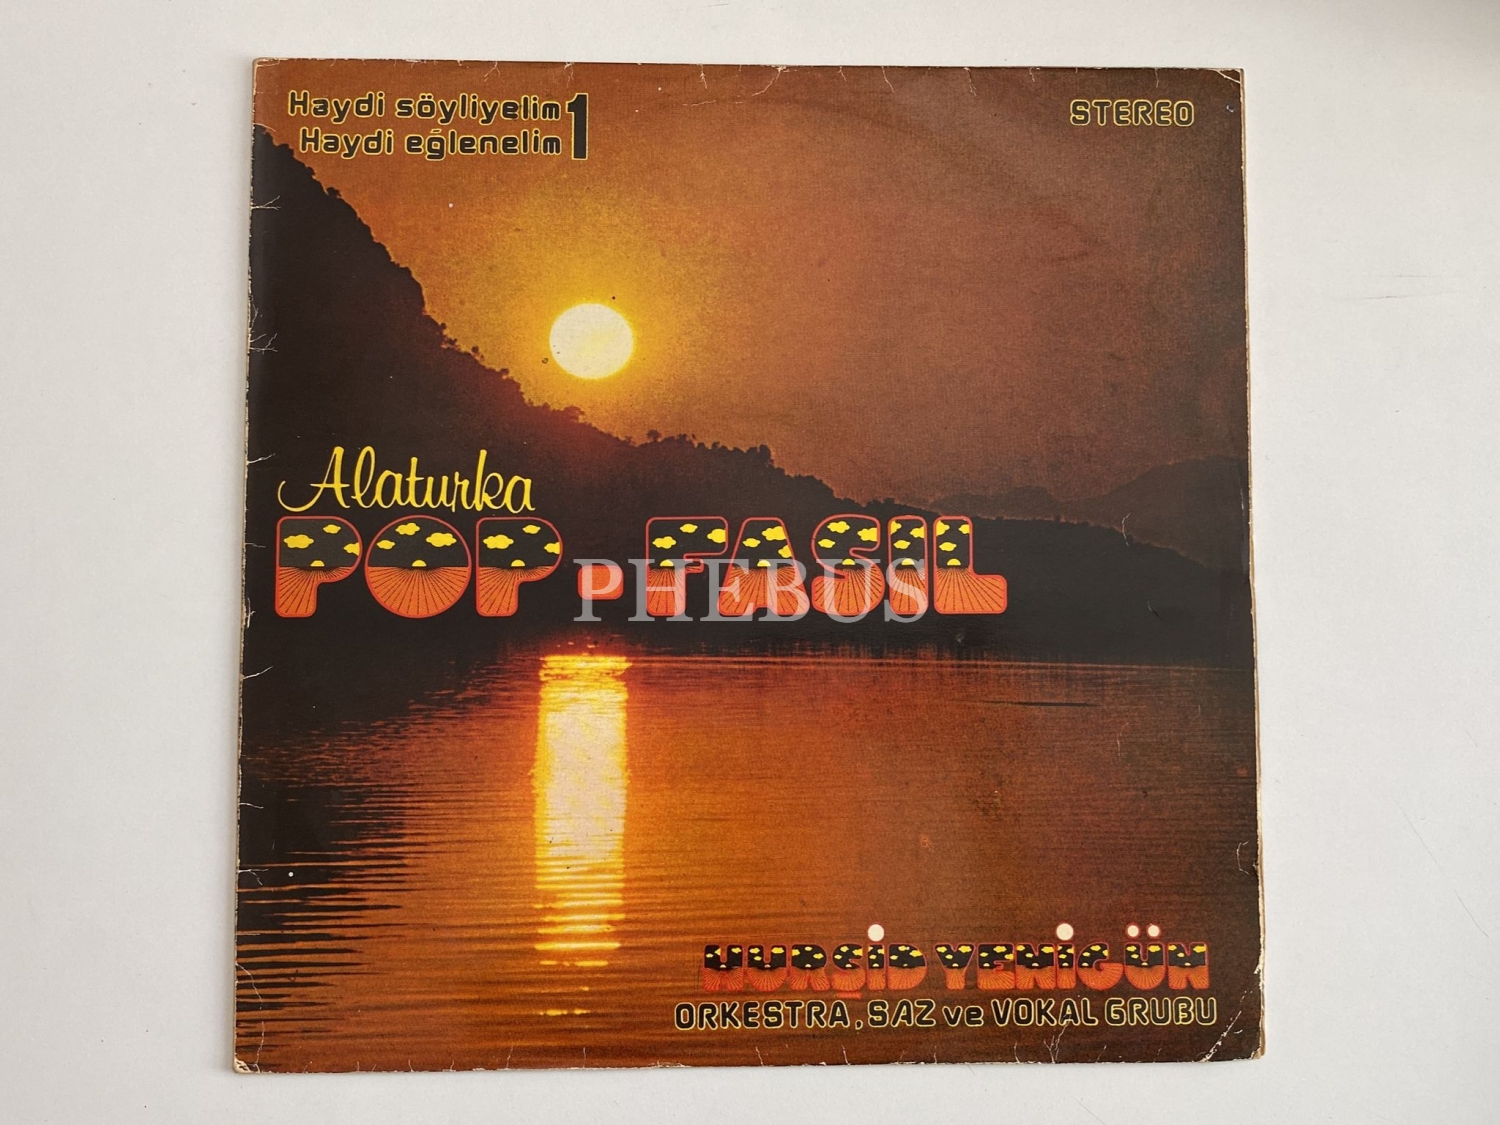 Haydi söyliyelim 1
Haydi eğlenelim
STEREO
Alaturka
POP-FASIL
PHEBUS
HURŞİD YENİGÜN
ORKESTRA, SAZ ve VOKAL GRUBU